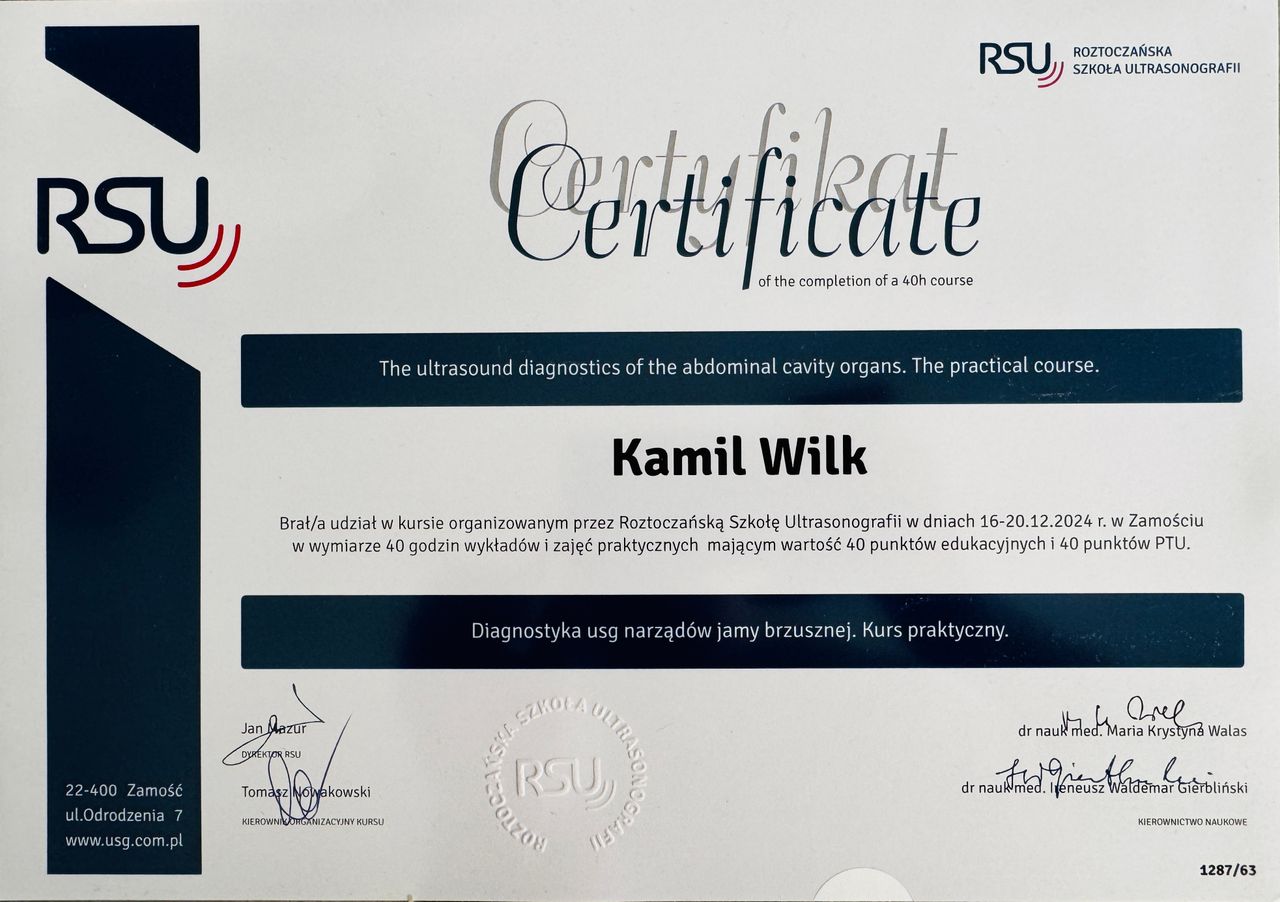 RSU
ROZTOCZAŃSKA
SZKOŁA ULTRASONOGRAFII
RSU
Certyfikat
Certificate
of the completion of a 40h course
The ultrasound diagnostics of the abdominal cavity organs. The practical course.
Kamil Wilk
Brał/a udział w kursie organizowanym przez Roztoczańską Szkołę Ultrasonografii w dniach 16-20.12.2024 r. w Zamościu
w wymiarze 40 godzin wykładów i zajęć praktycznych mającym wartość 40 punktów edukacyjnych i 40 punktów PTU.
Diagnostyka usg narządów jamy brzusznej. Kurs praktyczny.
Jan Mazur
DYREKTOR RSU
Tomasz Nowakowski
KIEROWNIK ORGANIZACYJNY KURSU
ROZTOCZAŃSKA SZKOŁA ULTRASONOGRAFII
RSU
dr nauk med. Maria Krystyna Walas
dr nauk med. Ireneusz Waldemar Gierbliński
KIEROWNICTWO NAUKOWE
22-400 Zamość
ul.Odrodzenia 7
www.usg.com.pl
1287/63